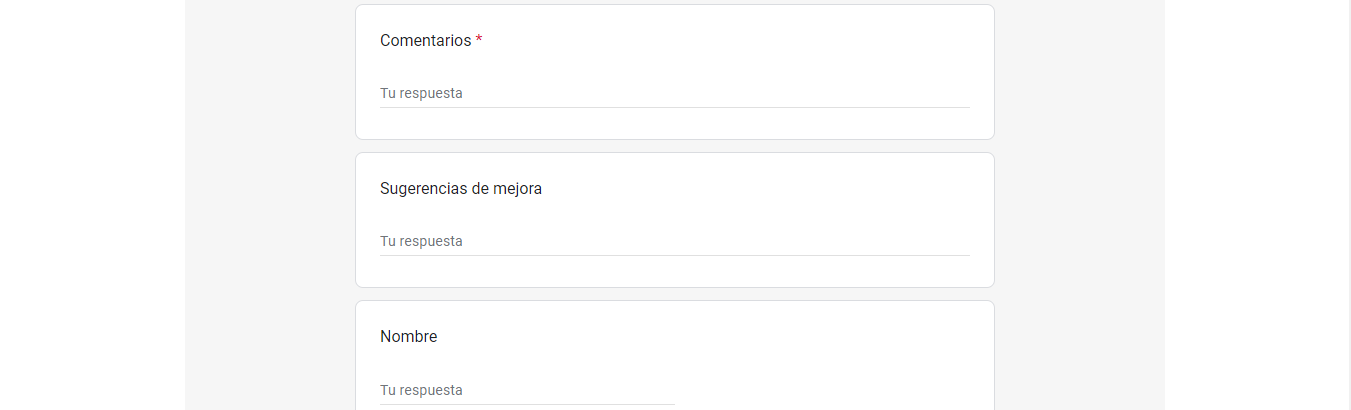 Comentarios *
Tu respuesta
Sugerencias de mejora
Tu respuesta
Nombre
Tu respuesta